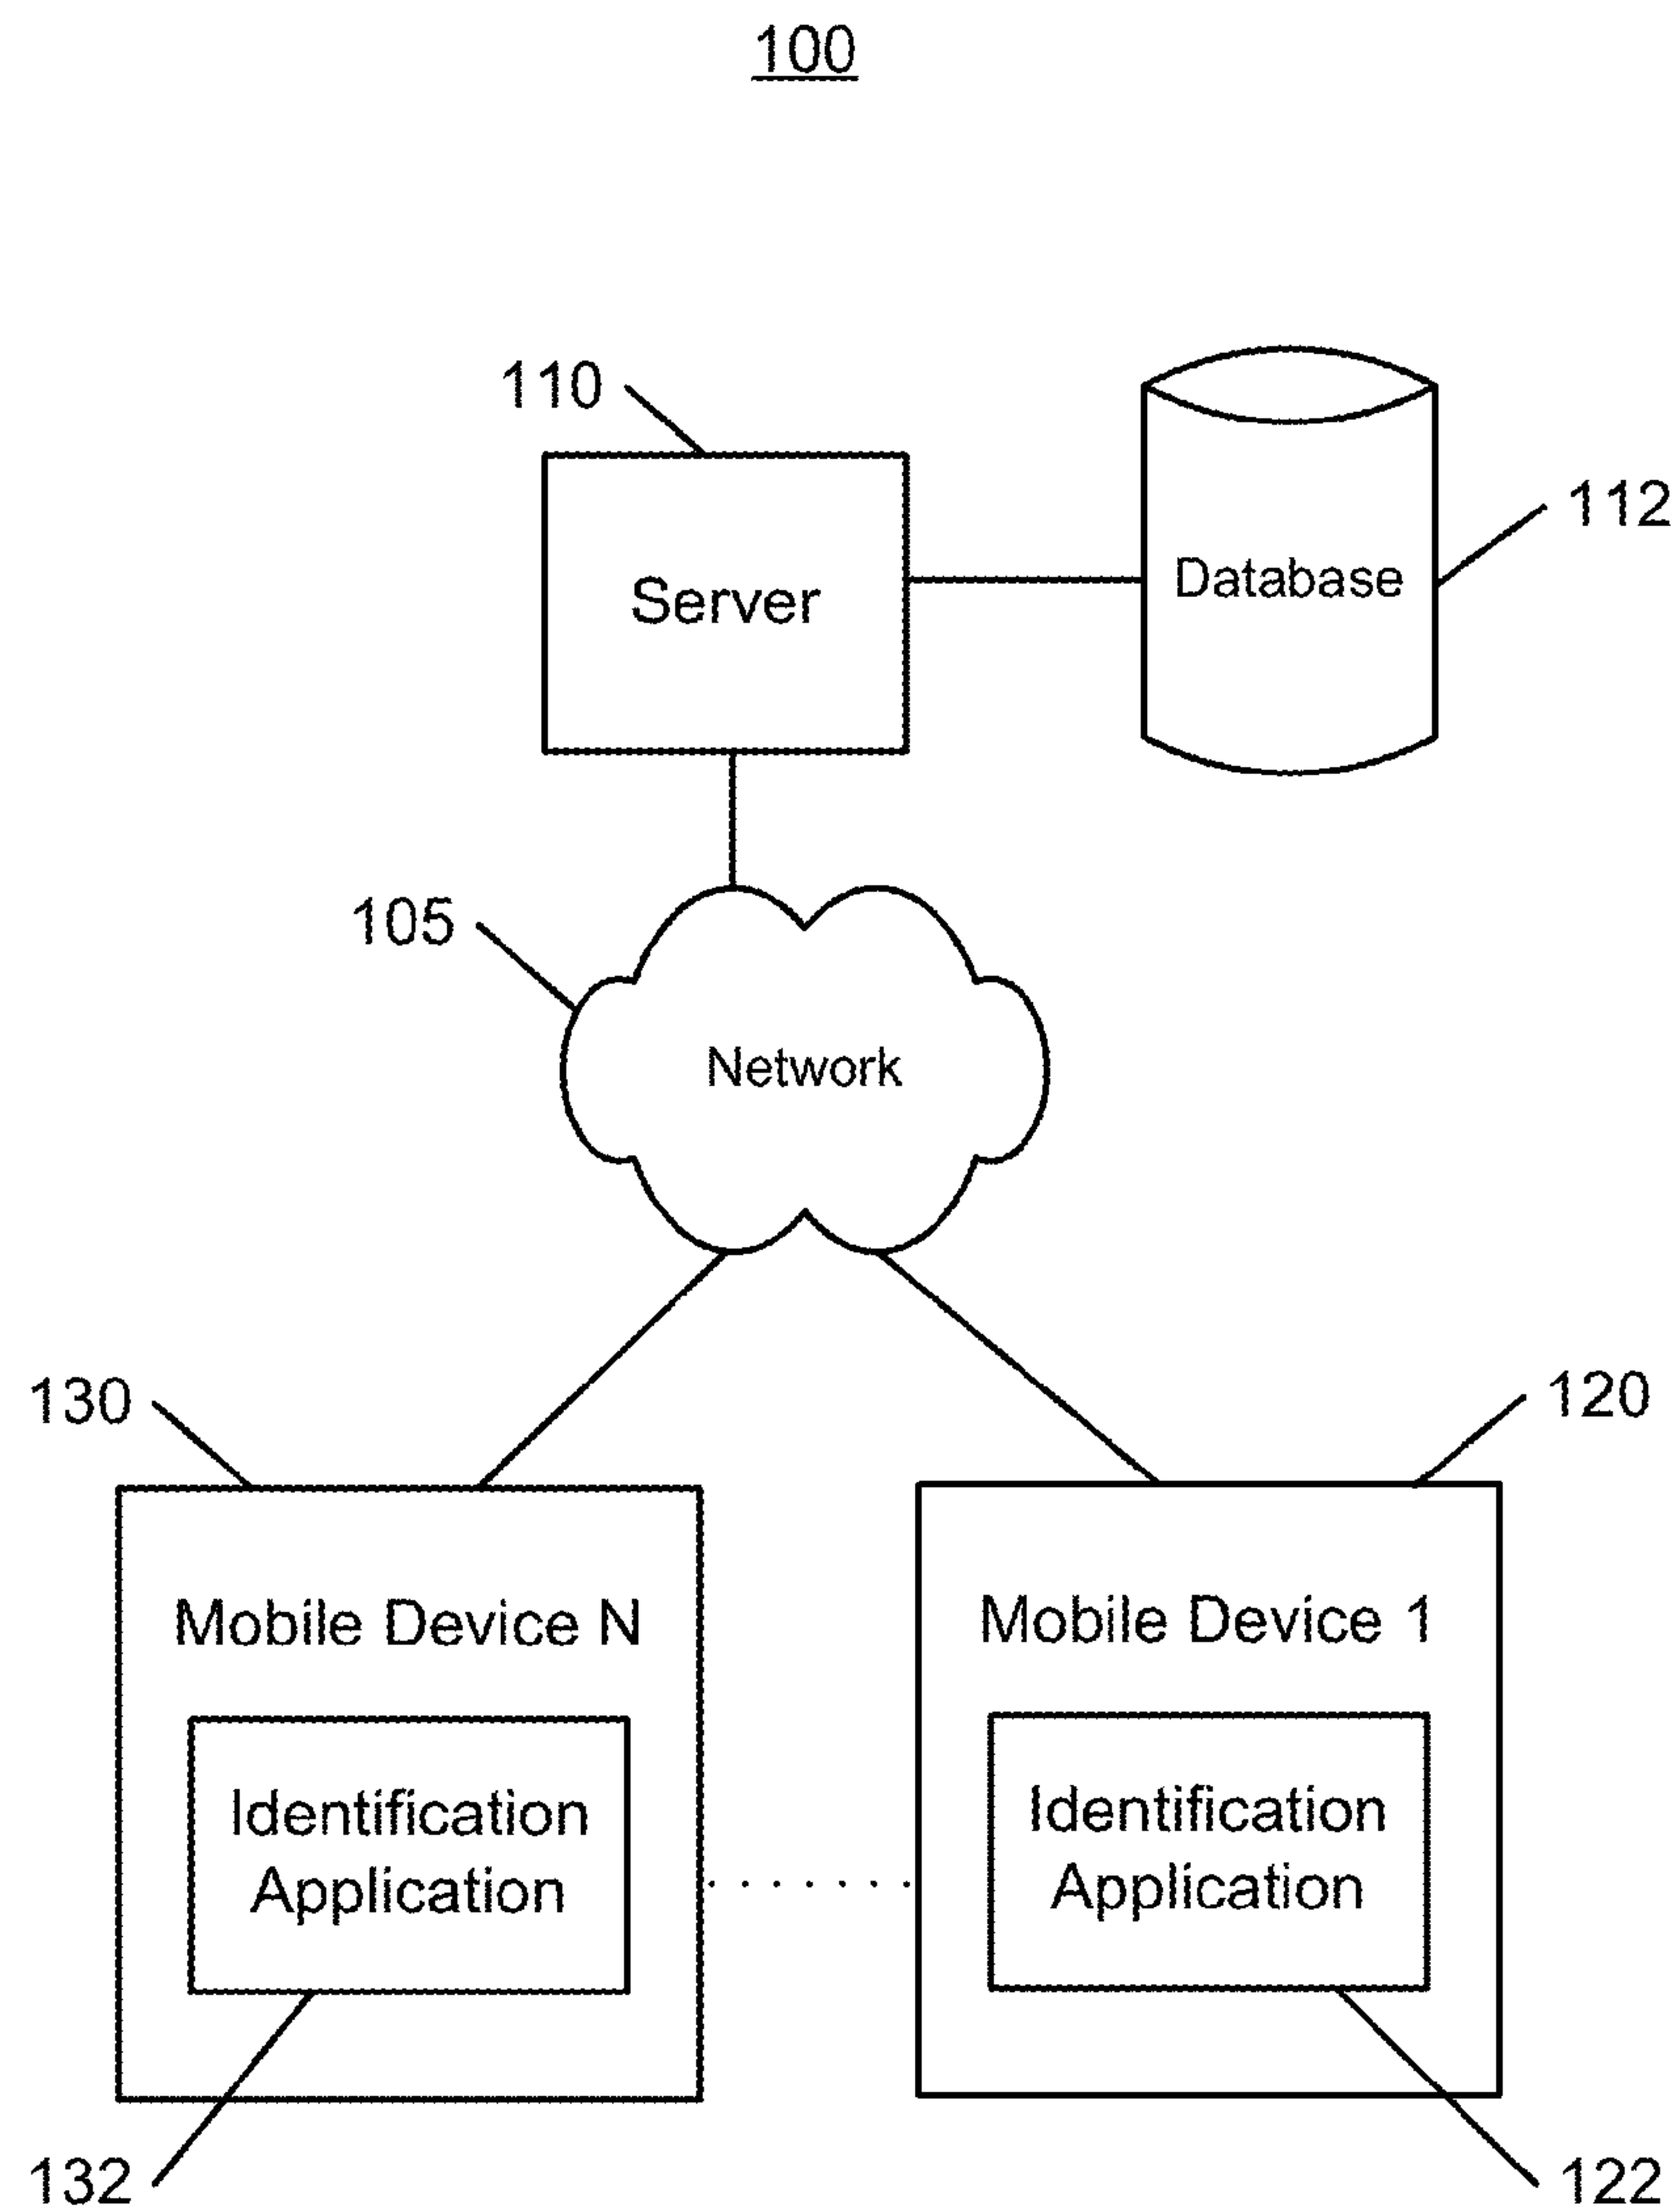 100
110
112
Database
Server
105
Network
130
120
Mobile Device N
Mobile Device 1
Identification
Application
Identification
Application
132
122